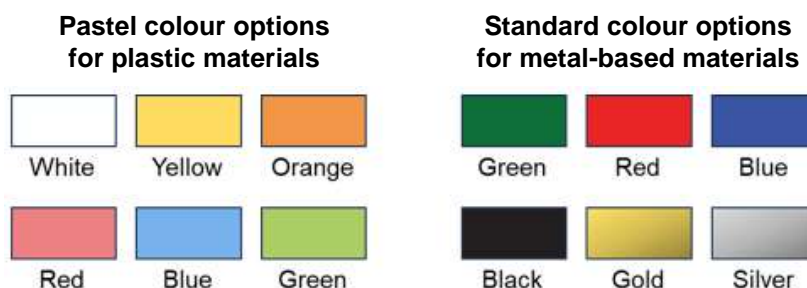 Pastel colour options
for plastic materials
White Yellow Orange
Red Blue Green
Standard colour options
for metal-based materials
Green Red Blue
Black Gold Silver